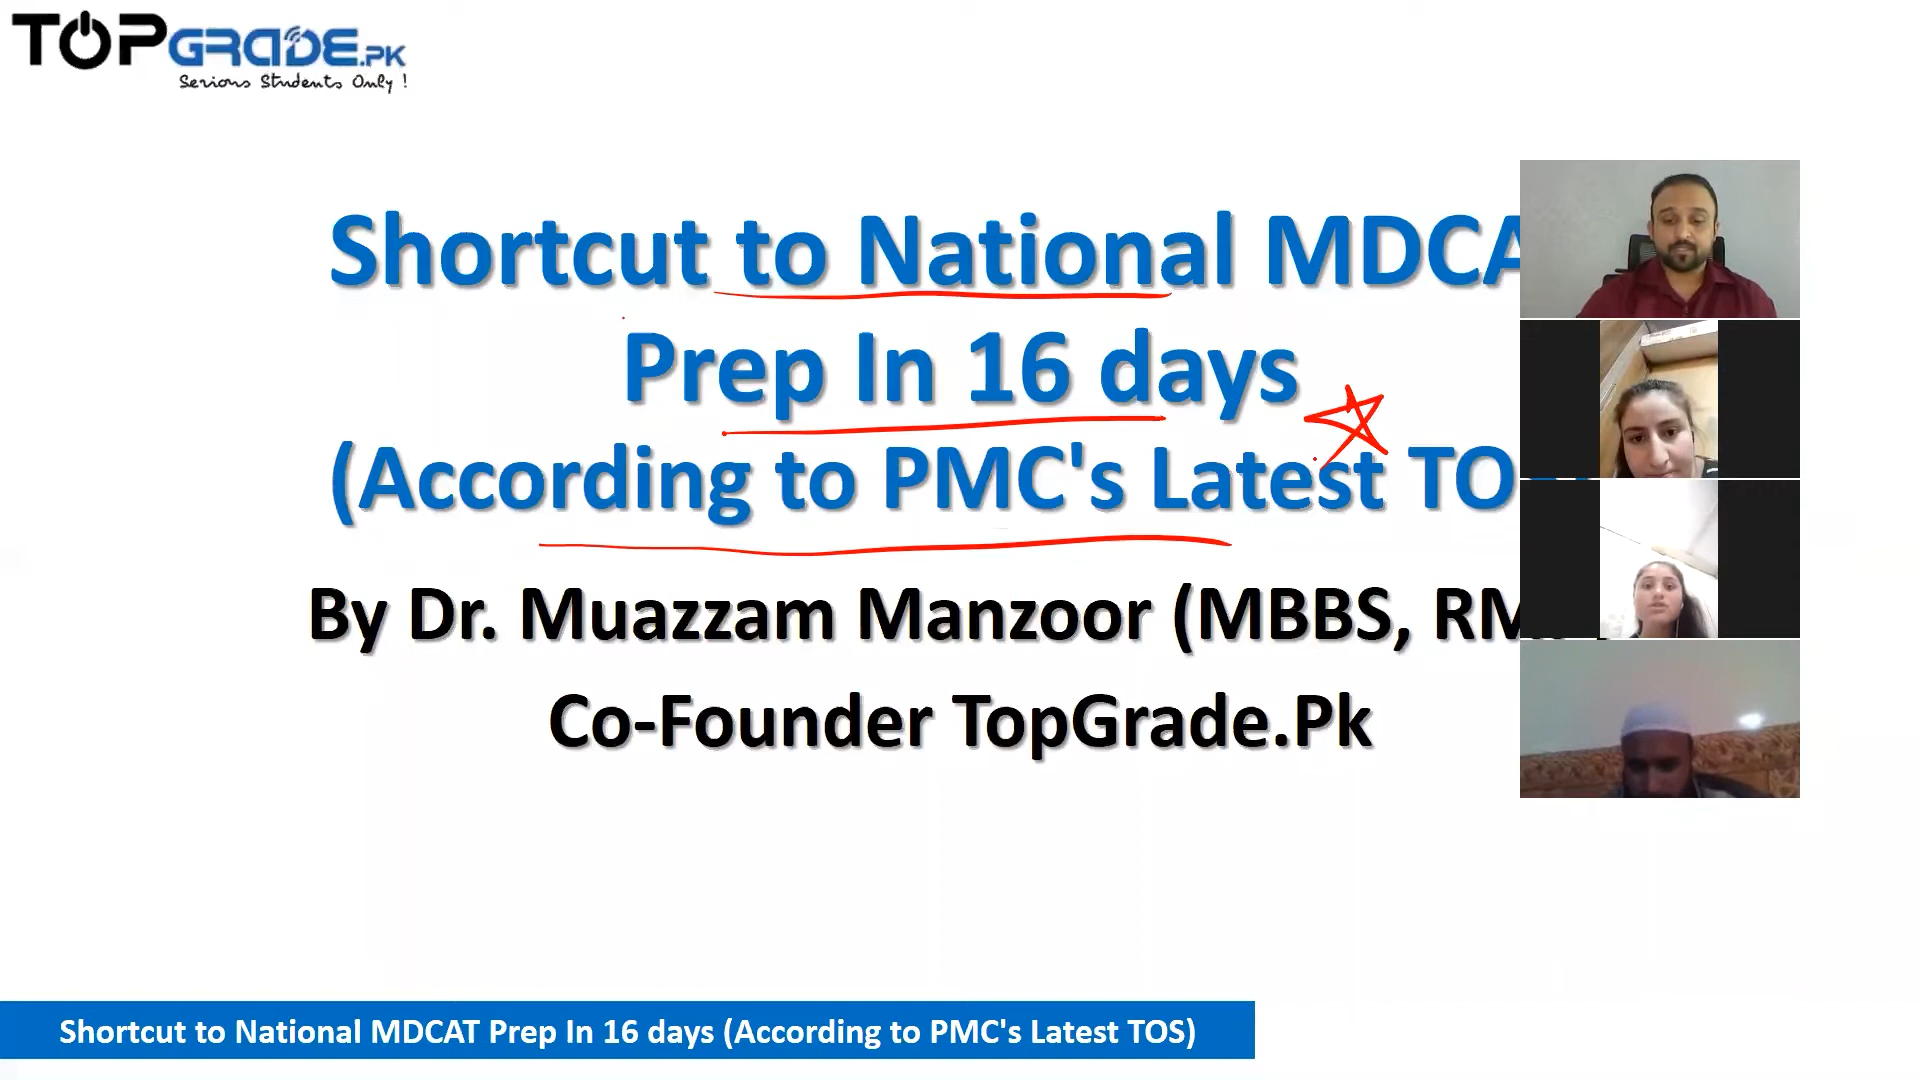 TOPGRADE.PK
Serious Students Only !
Shortcut to National MDCA
Prep In 16 days
(According to PMC's Latest TO
By Dr. Muazzam Manzoor (MBBS,
Co-Founder TopGrade.Pk
Shortcut to National MDCAT Prep In 16 days (According to PMC's Latest TOS)